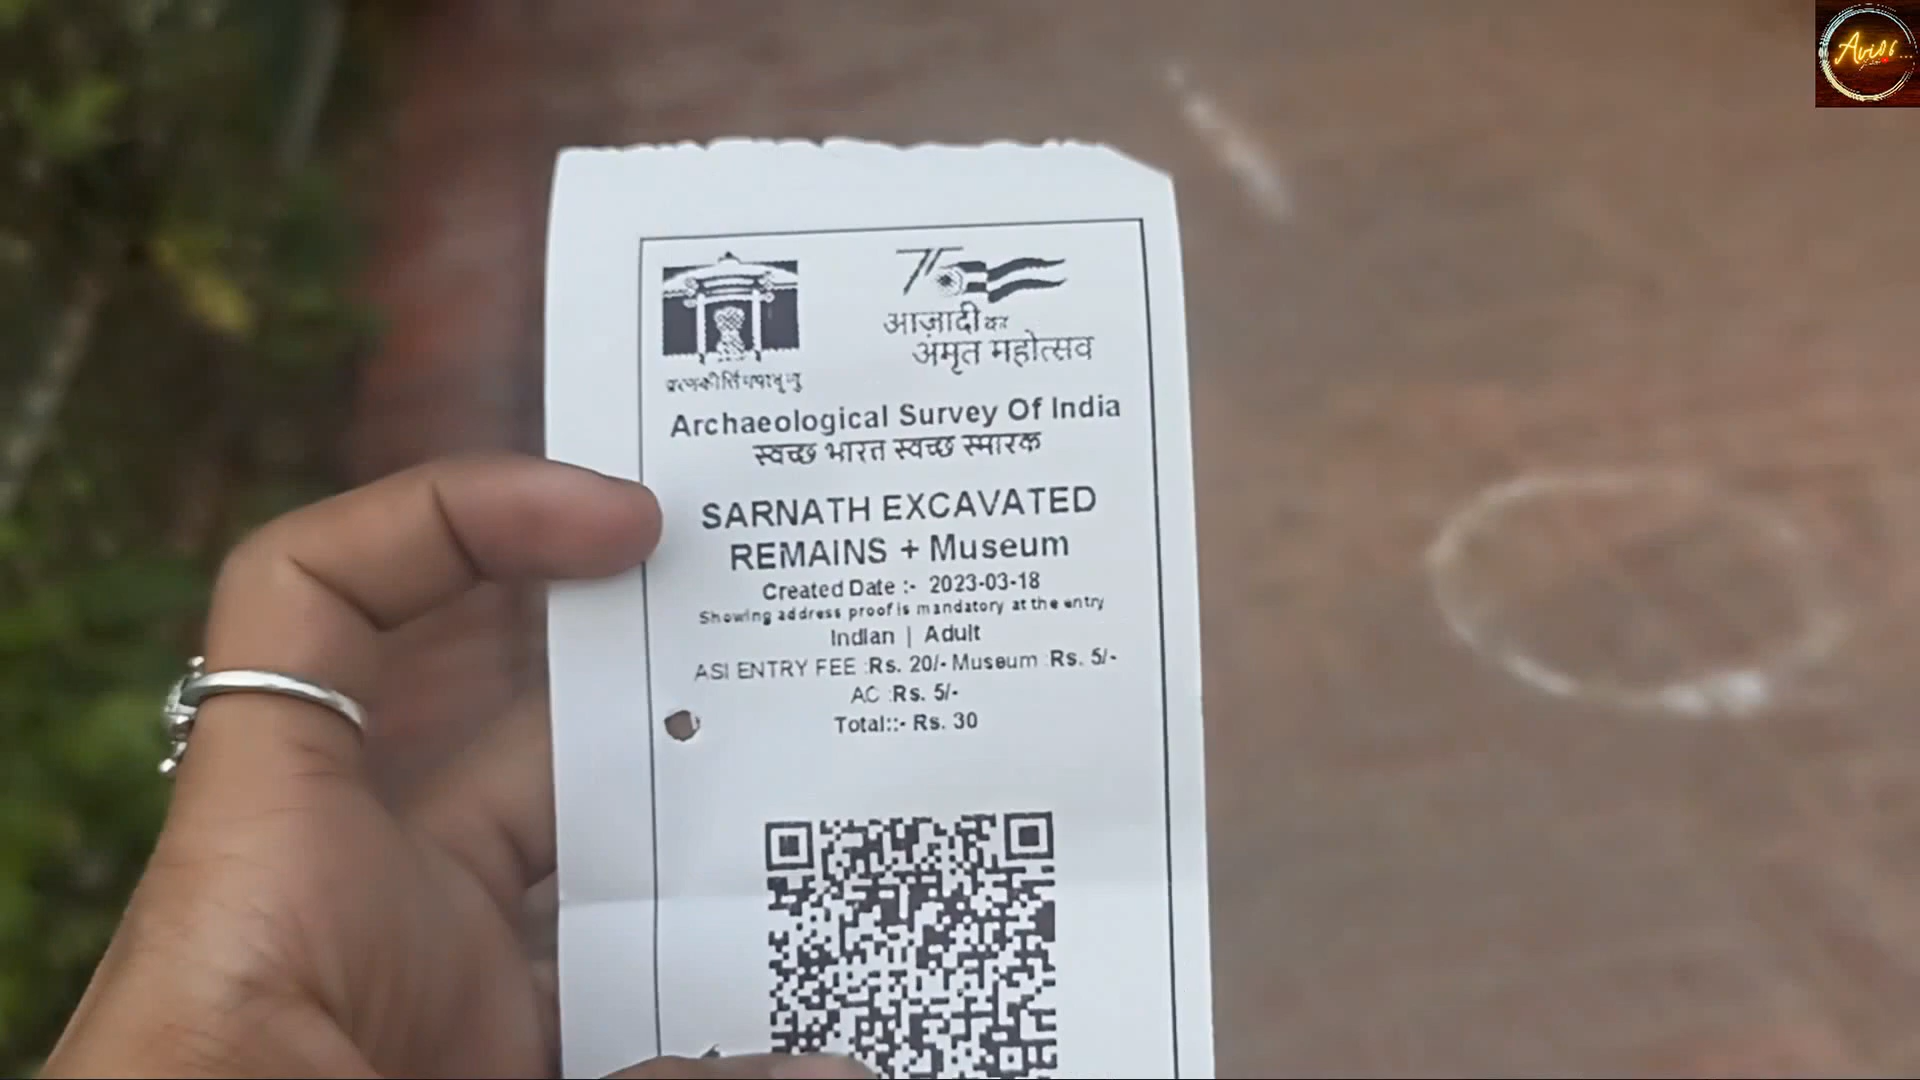 Avi06
75
आज़ादी का
अमृत महोत्सव
Archaeological Survey Of India
स्वच्छ भारत स्वच्छ स्मारक
SARNATH EXCAVATED
REMAINS + Museum
Created Date :- 2023-03-18
Showing address proof is mandatory at the entry
Indian | Adult
ASI ENTRY FEE :Rs. 20/- Museum :Rs. 5/-
AC :Rs. 5/-
Total::- Rs. 30